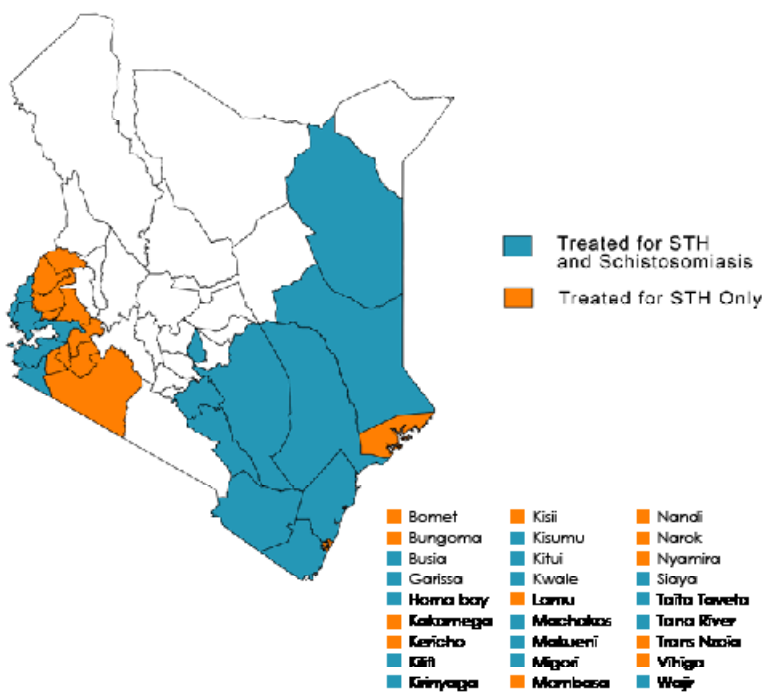 Treated for STH
and Schistosomiasis
Treated for STH Only
Bomet
Bungoma
Busia
Garissa
Homa bay
Kakamega
Kericho
Kilifi
Kirinyaga
Kisii
Kisumu
Kitui
Kwale
Lamu
Machakos
Makueni
Migori
Mombasa
Nandi
Narok
Nyamira
Siaya
Taita Taveta
Tana River
Trans Nzoia
Vihiga
Wajir